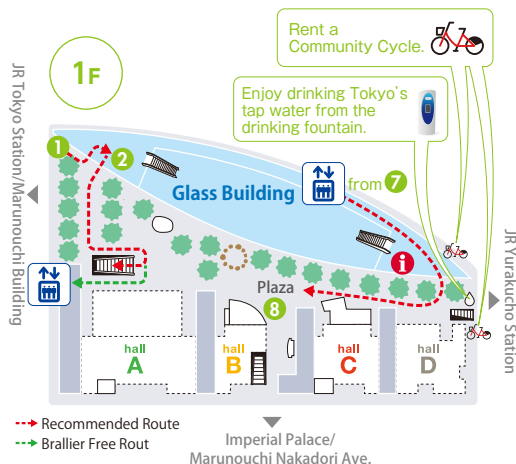 Rent a
Community Cycle.
1F
Enjoy drinking Tokyo's
tap water from the
drinking fountain.
JR Tokyo Station/Marunouchi Building
1
2
Glass Building
from 7
i
JR Yurakucho Station
Plaza
8
hall
A
hall
B
hall
C
hall
D
Recommended Route
Brallier Free Rout
Imperial Palace/
Marunouchi Nakadori Ave.